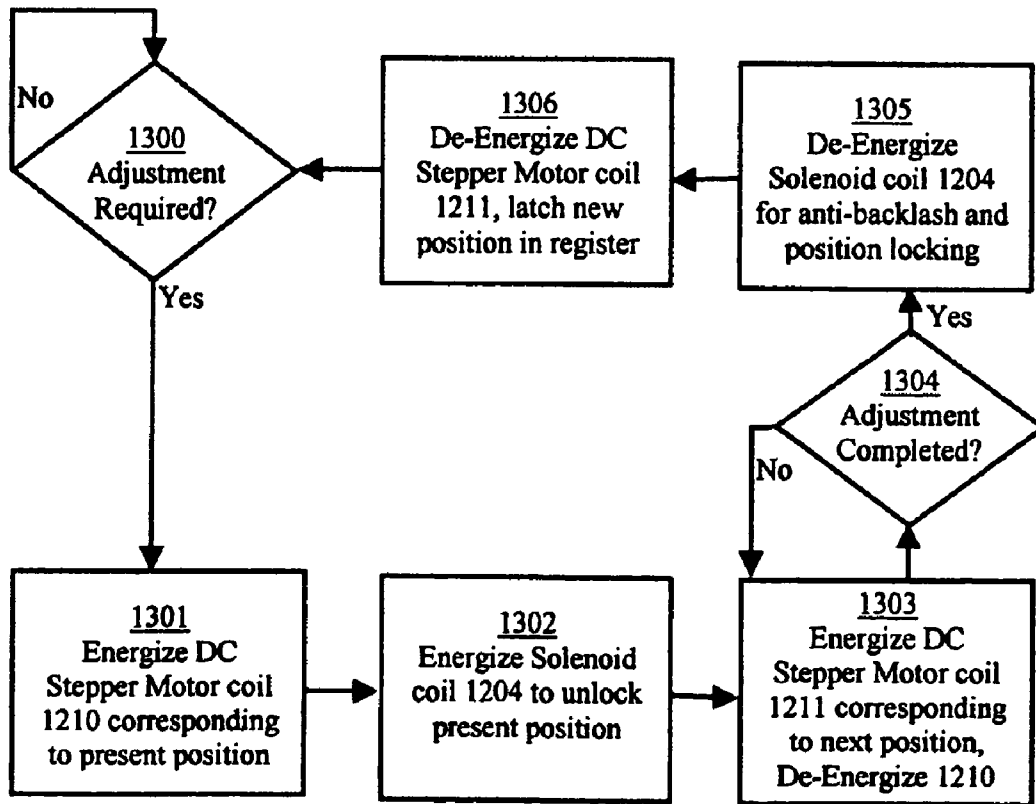 No
1300
Adjustment
Required?
Yes
1306
De-Energize DC
Stepper Motor coil
1211, latch new
position in register
1305
De-Energize
Solenoid coil 1204
for anti-backlash and
position locking
Yes
1304
Adjustment
Completed?
No
1301
Energize DC
Stepper Motor coil
1210 corresponding
to present position
1302
Energize Solenoid
coil 1204 to unlock
present position
1303
Energize DC
Stepper Motor coil
1211 corresponding
to next position,
De-Energize 1210